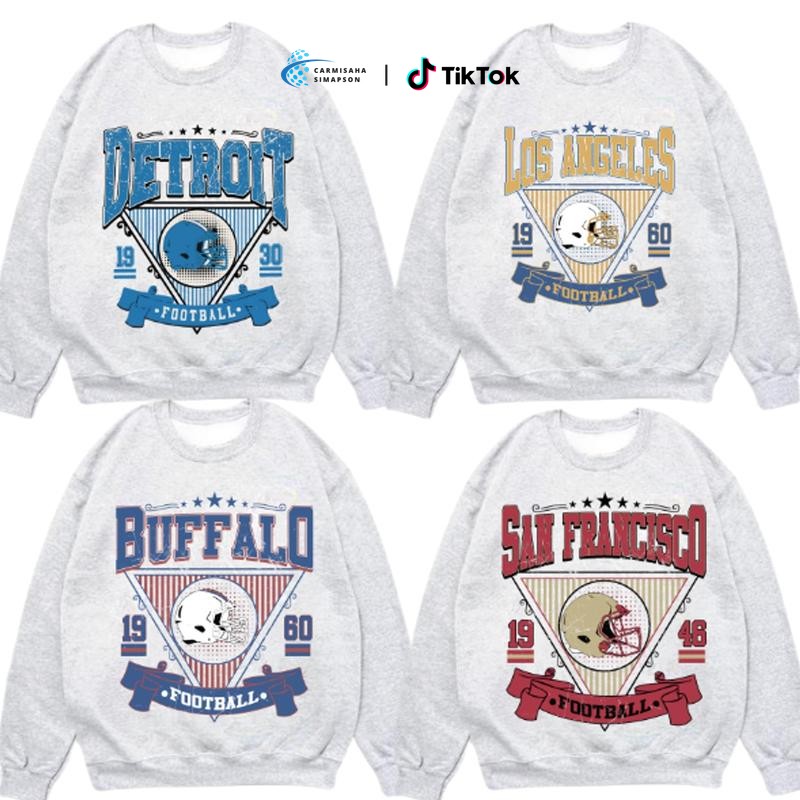 CARMISAHA
SIMAPSON
|
TikTok
DETROIT
19 30
FOOTBALL
LOS ANGELES
19 60
FOOTBALL
BUFFALO
19 60
•FOOTBALL•
SAN FRANCISCO
19 46
•FOOTBALL•